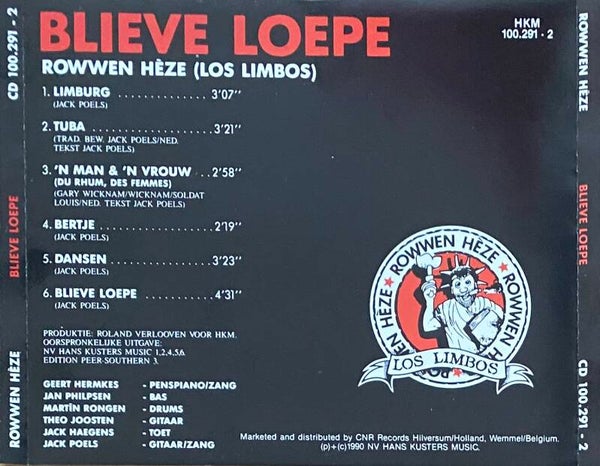 BLIEVE LOEPE
HKM
100.291 - 2
ROWWEN HÈZE (LOS LIMBOS)
1. LIMBURG .............. 3'07''
(JACK POELS)
2. TUBA .................. 3'21''
(TRAD. BEW. JACK POELS/NED.
TEKST JACK POELS)
3. 'N MAN & 'N VROUW .. 2'58''
(DU RHUM, DES FEMMES)
(GARY WICKNAM/WICKNAM/SOLDAT
LOUIS/NED. TEKST JACK POELS)
4. BERTJE ................. 2'19''
(JACK POELS)
5. DANSEN ............... 3'23''
(JACK POELS)
6. BLIEVE LOEPE .......... 4'31''
(JACK POELS)
PRODUKTIE: ROLAND VERLOOVEN VOOR HKM.
OORSPRONKELIJKE UITGAVE:
NV HANS KUSTERS MUSIC 1,2,4,5,6.
EDITION PEER-SOUTHERN 3.
GEERT HERMKES - PENSPIANO/ZANG
JAN PHILPSEN - BAS
MARTÌN RONGEN - DRUMS
THEO JOOSTEN - GITAAR
JACK HAEGENS - TOET
JACK POELS - GITAAR/ZANG
ROWWEN HÈZE ★ ROWWEN HÈZE ★ ROWWEN HÈZE
LOS LIMBOS
Marketed and distributed by CNR Records Hilversum/Holland, Wemmel/Belgium.
(p)+(c)1990 NV HANS KUSTERS MUSIC.
ROWWEN HÈZE BLIEVE LOEPE CD 100.291 - 2
ROWWEN HÈZE BLIEVE LOEPE CD 100.291 - 2